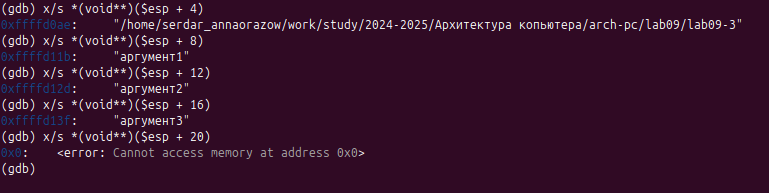 (gdb) x/s *(void**)($esp + 4)
0xffffd0ae:     "/home/serdar_annaorazow/work/study/2024-2025/Архитектура копьютера/arch-pc/lab09/lab09-3"
(gdb) x/s *(void**)($esp + 8)
0xffffd11b:     "аргумент1"
(gdb) x/s *(void**)($esp + 12)
0xffffd12d:     "аргумент2"
(gdb) x/s *(void**)($esp + 16)
0xffffd13f:     "аргумент3"
(gdb) x/s *(void**)($esp + 20)
0x0:    <error: Cannot access memory at address 0x0>
(gdb)